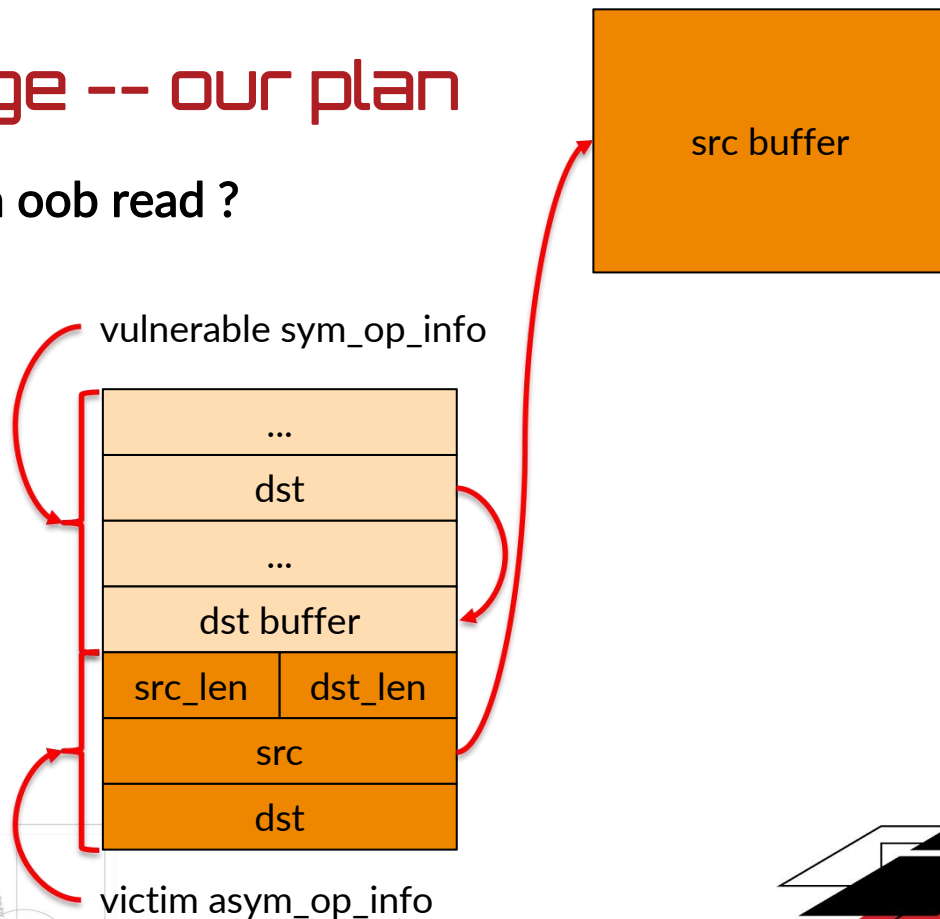 ge -- our plan
src buffer
oob read ?
vulnerable sym_op_info
...
dst
...
dst buffer
src_len dst_len
src
dst
victim asym_op_info